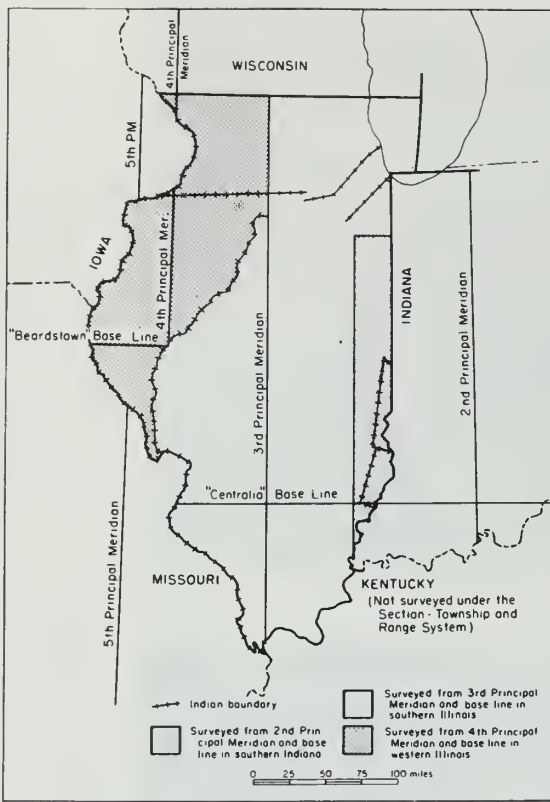 4th Principal
Meridian
WISCONSIN
5th PM
IOWA
4th Principal Mer.
"Beardstown" Base Line
3rd Principal Meridian
INDIANA
2nd Principal Meridian
"Centralia" Base Line
5th Principal Meridian
MISSOURI
KENTUCKY
(Not surveyed under the
Section - Township and
Range System)
Indian boundary
Surveyed from 3rd Principal
Meridian and base line in
southern Illinois
Surveyed from 2nd Prin
cipal Meridian and base
line in southern Indiana
Surveyed from 4th Principal
Meridian and base line in
western Illinois
0 25 50 75 100 miles